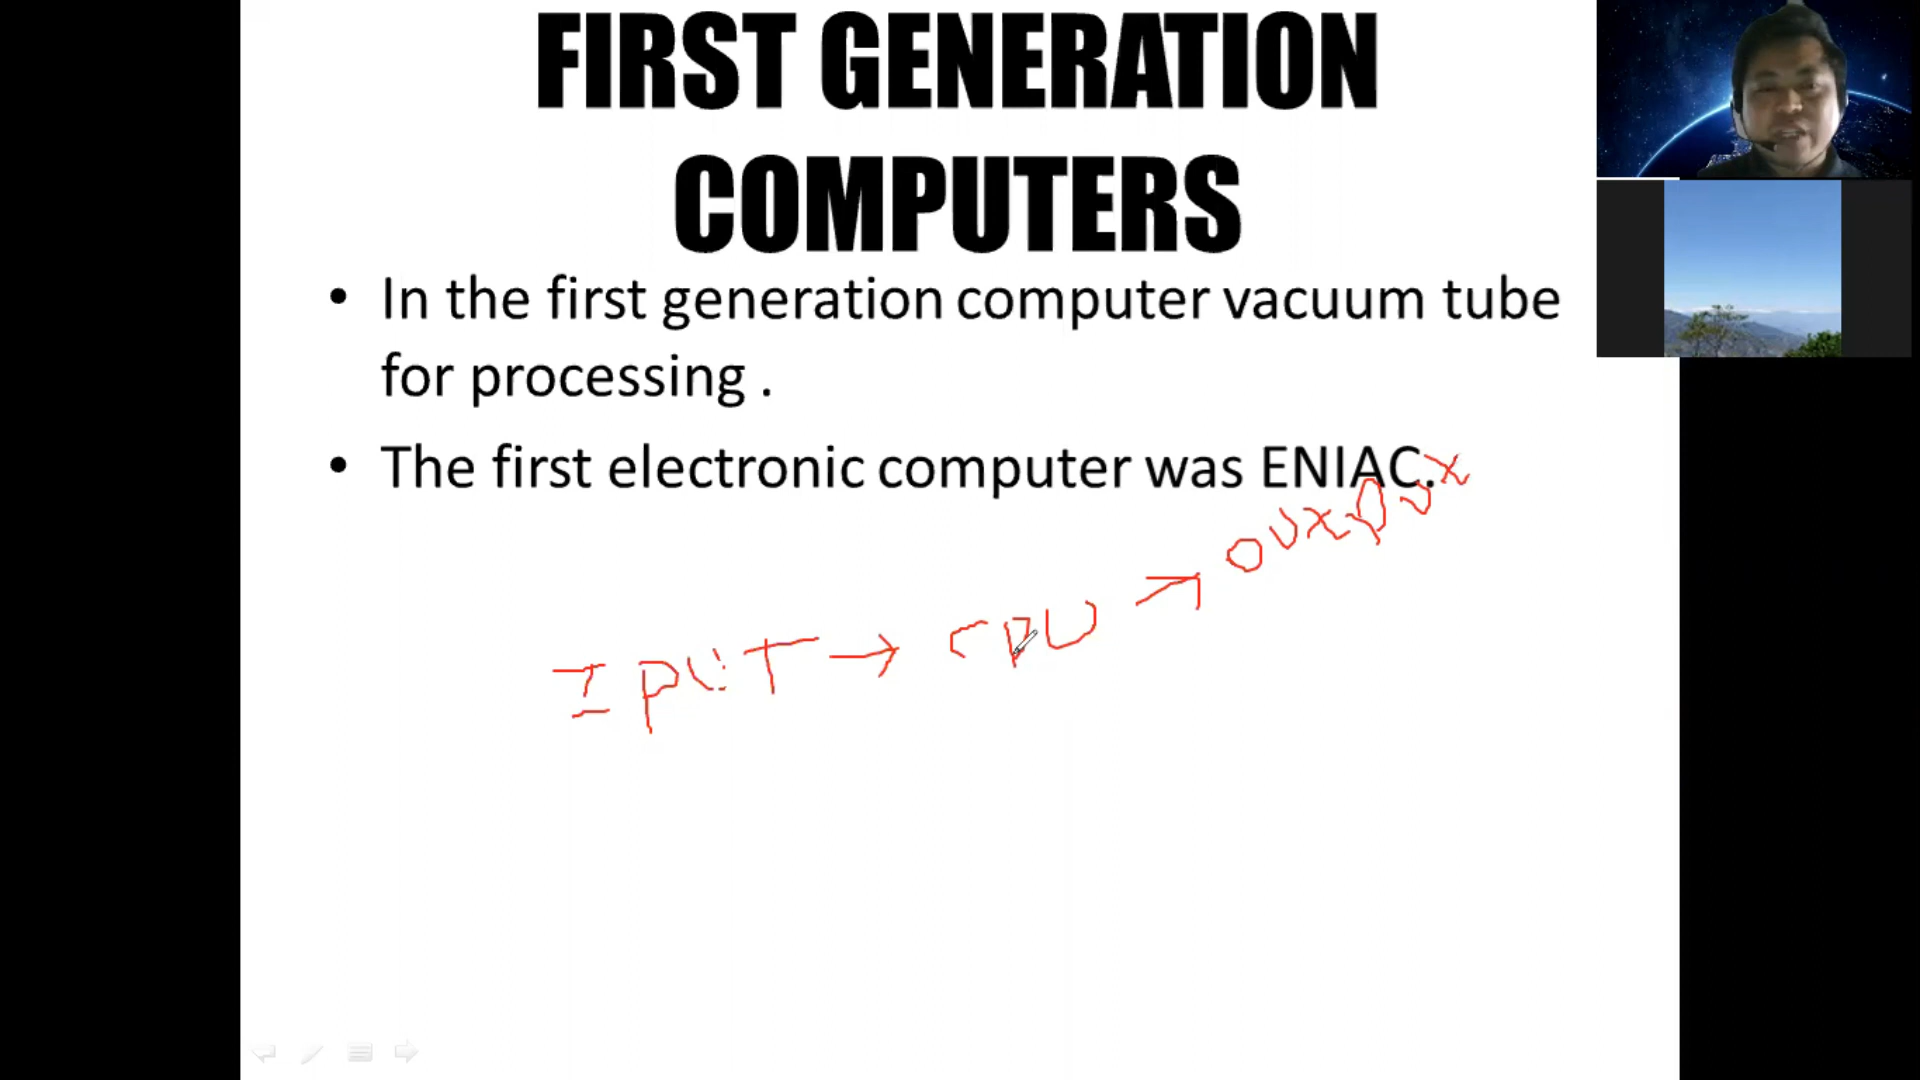 FIRST GENERATION
COMPUTERS
• In the first generation computer vacuum tube
for processing .
• The first electronic computer was ENIAC.
IPUT → CPU → output